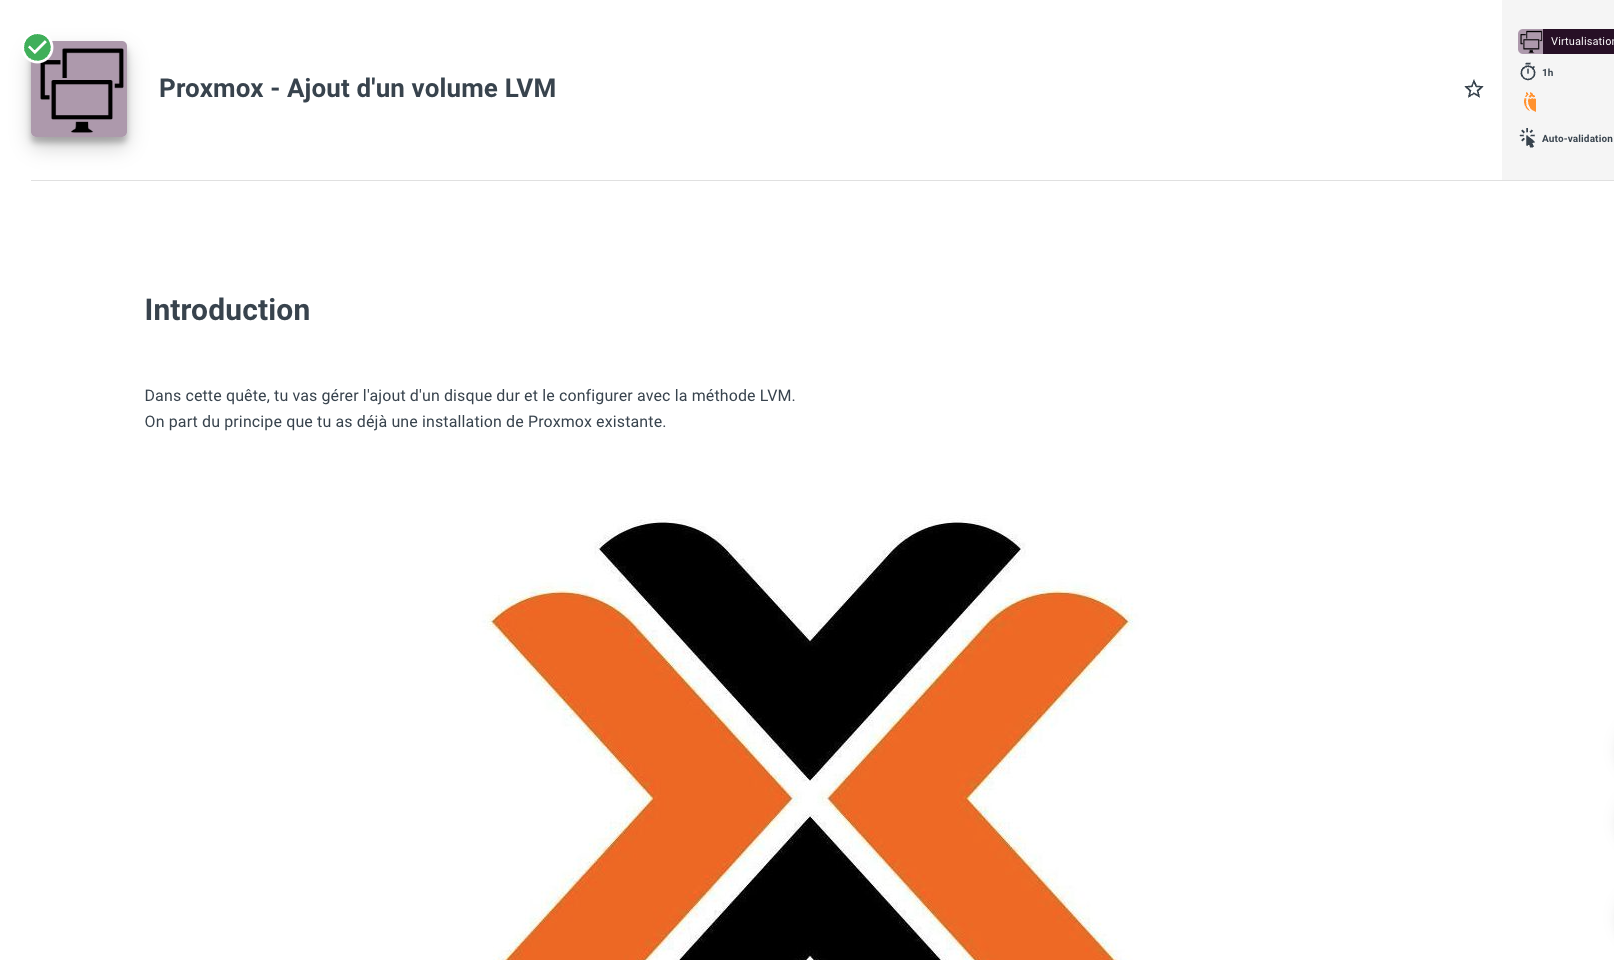 Proxmox - Ajout d'un volume LVM
Virtualisation
1h
Auto-validation
Introduction
Dans cette quête, tu vas gérer l'ajout d'un disque dur et le configurer avec la méthode LVM.
On part du principe que tu as déjà une installation de Proxmox existante.